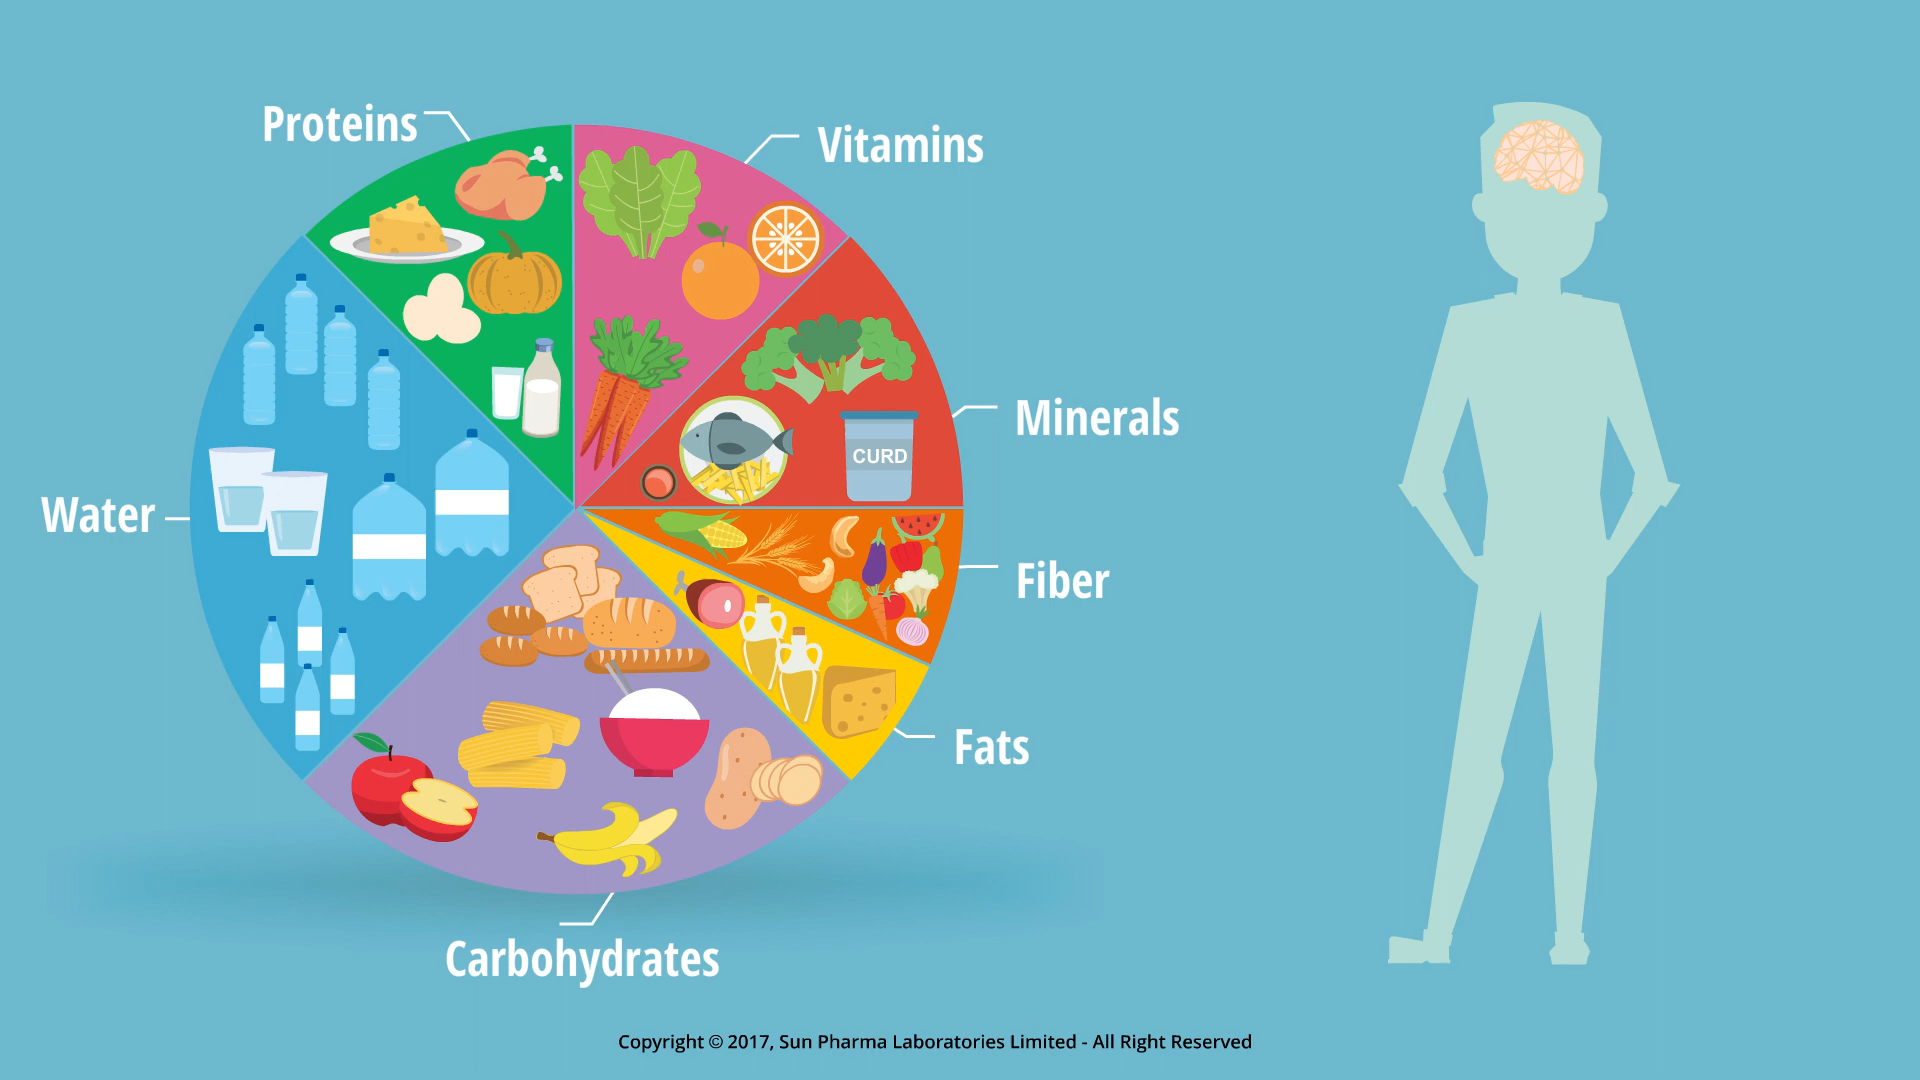 Proteins
Vitamins
Minerals
CURD
Water
Fiber
Fats
Carbohydrates
Copyright © 2017, Sun Pharma Laboratories Limited - All Right Reserved